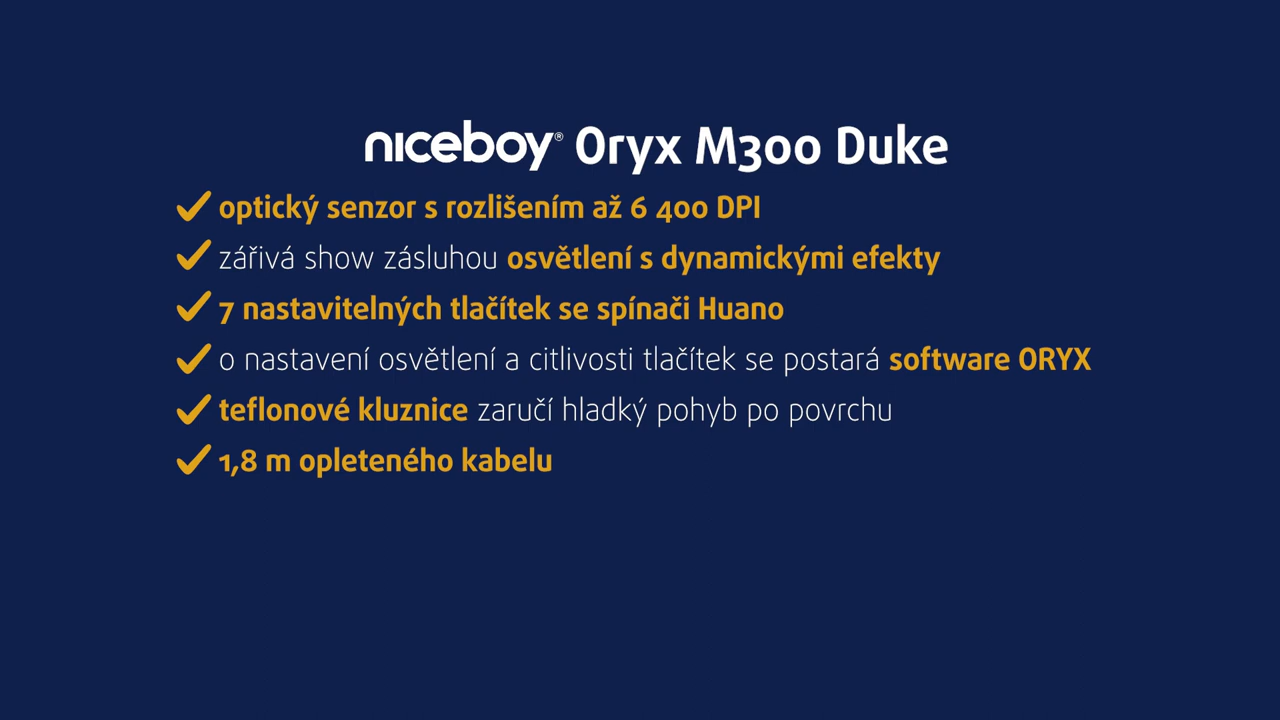 niceboy® Oryx M300 Duke
✔ optický senzor s rozlišením až 6 400 DPI
✔ zářivá show zásluhou osvětlení s dynamickými efekty
✔ 7 nastavitelných tlačítek se spínači Huano
✔ o nastavení osvětlení a citlivosti tlačítek se postará software ORYX
✔ teflonové kluznice zaručí hladký pohyb po povrchu
✔ 1,8 m opleteného kabelu